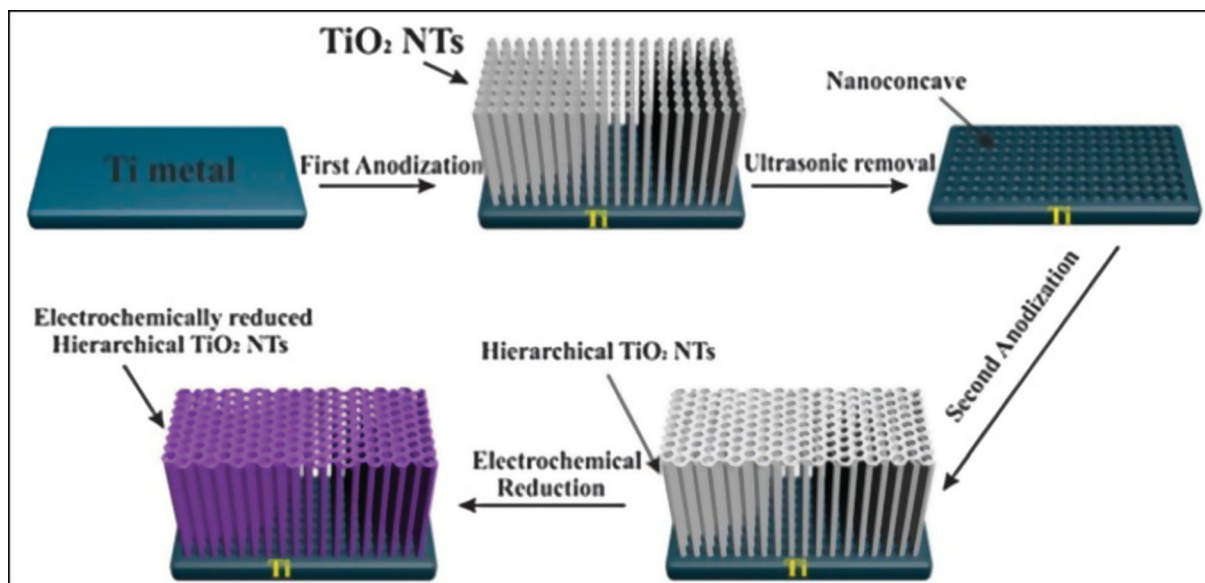 TiO₂ NTs
Ti metal
First Anodization
Ti
Ultrasonic removal
Nanoconcave
Ti
Second Anodization
Hierarchical TiO₂ NTs
Ti
Electrochemical
Reduction
Electrochemically reduced
Hierarchical TiO₂ NTs
Ti